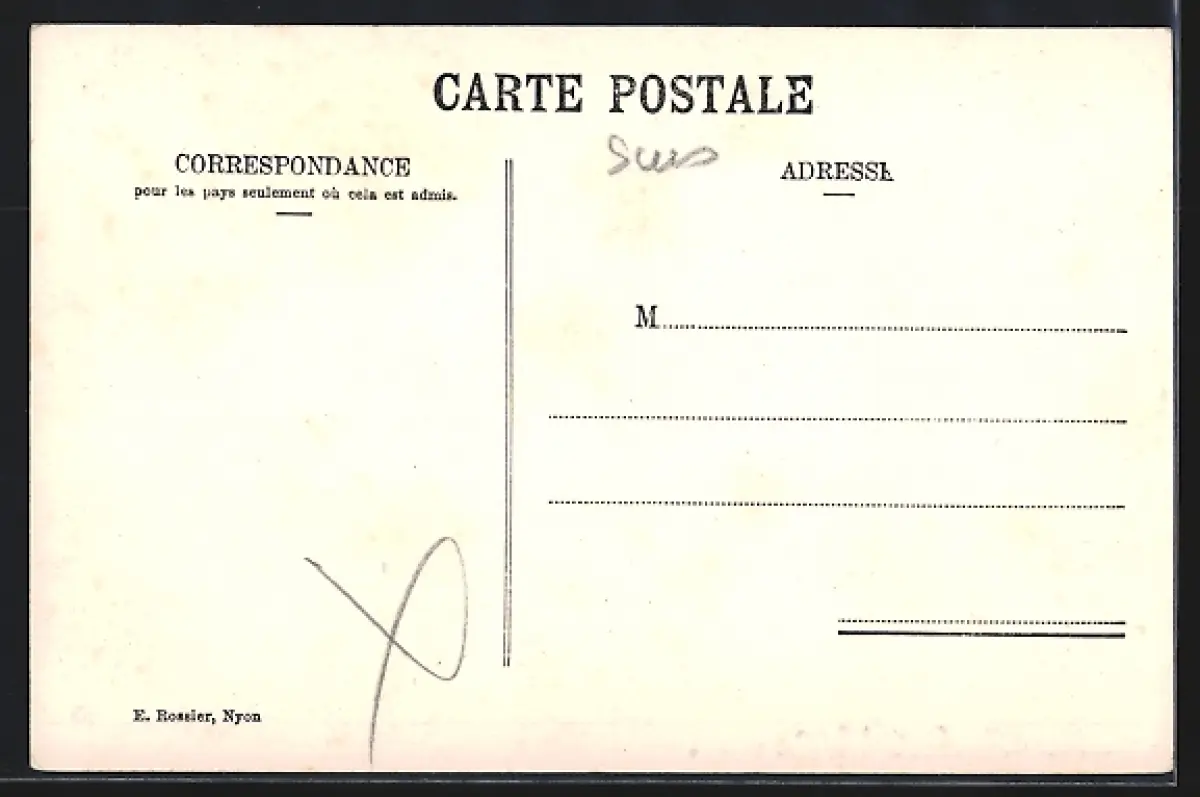 CARTE POSTALE
CORRESPONDANCE
pour les pays seulement où cela est admis.
ADRESSE
M
E. Rossier, Nyon